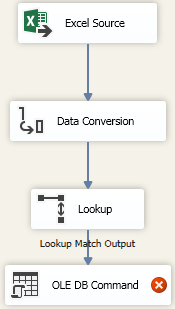 Excel Source
Data Conversion
Lookup
Lookup Match Output
OLE DB Command